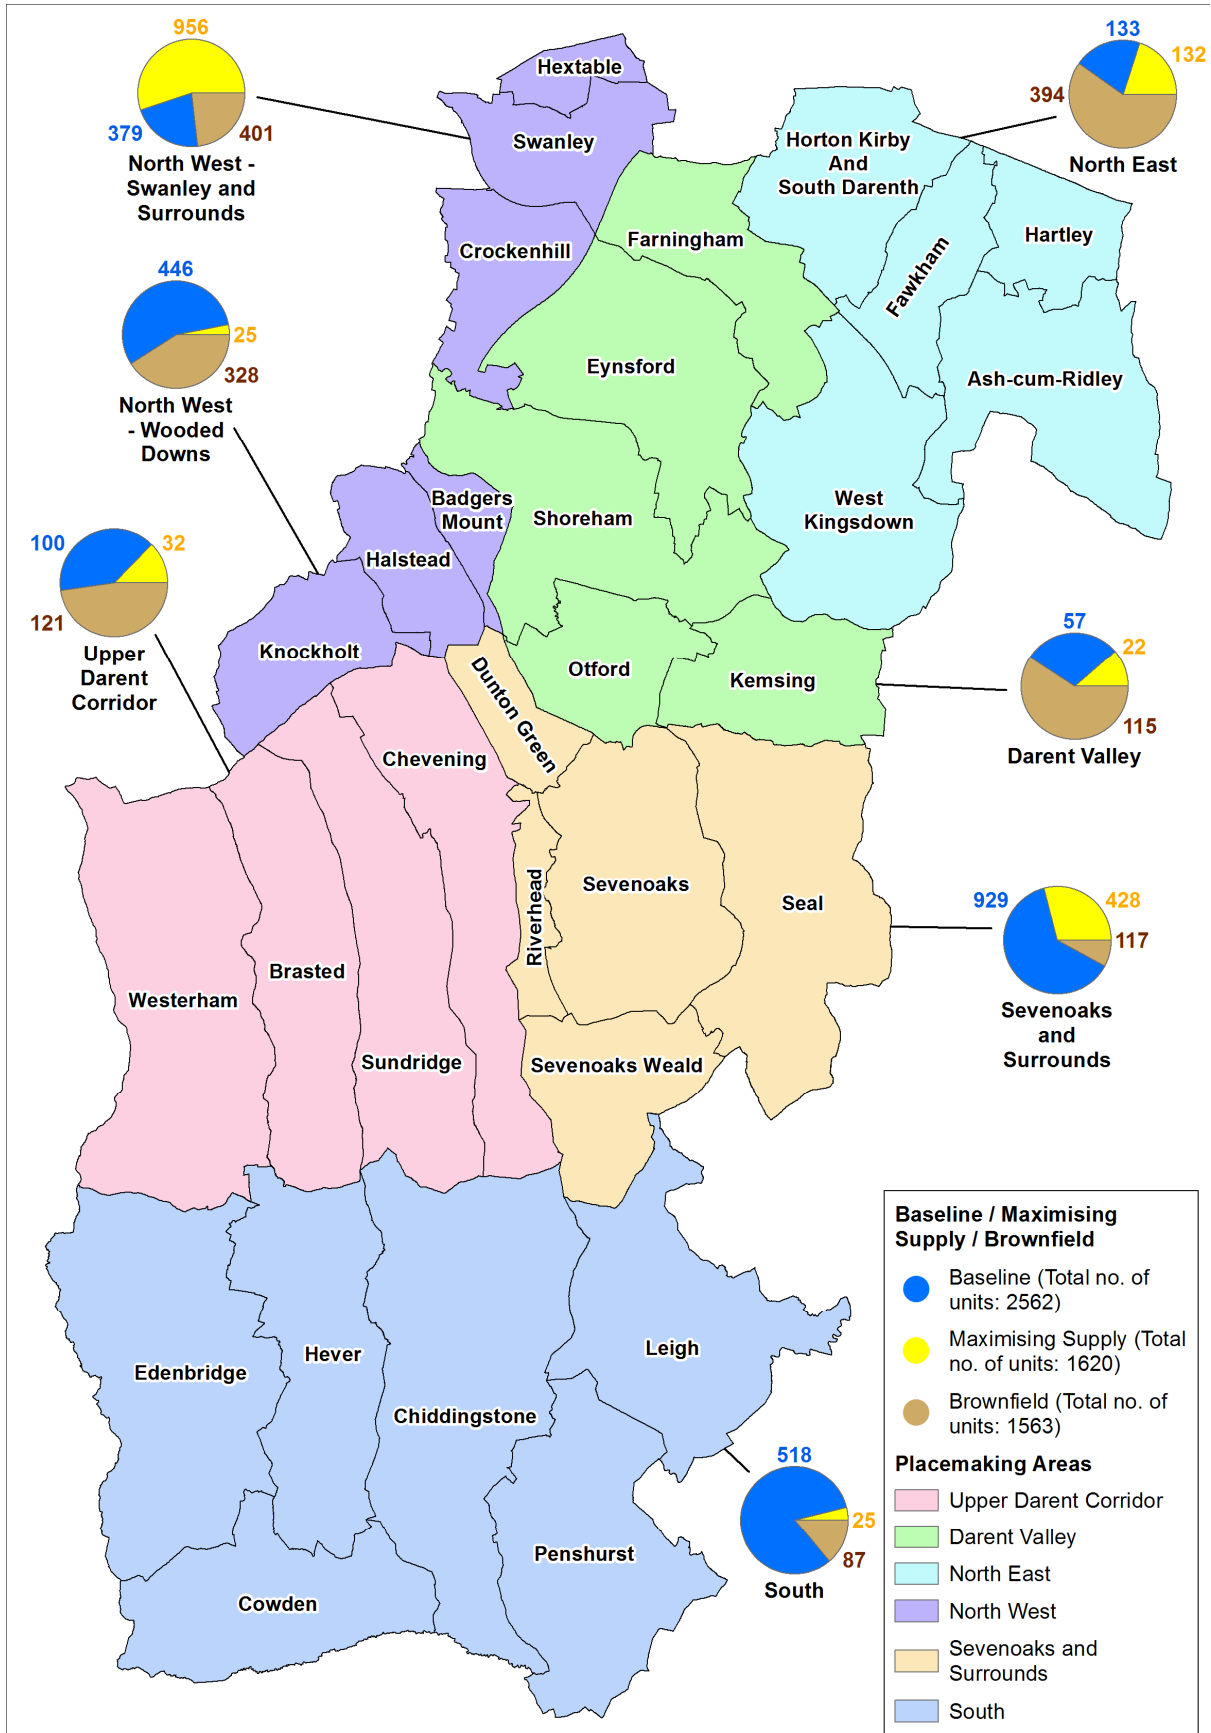 956
379
401
North West -
Swanley and
Surrounds
446
25
328
North West
- Wooded
Downs
100
32
121
Upper
Darent
Corridor
133
132
394
North East
57
22
115
Darent Valley
929
428
117
Sevenoaks
and
Surrounds
518
25
87
South
Hextable
Swanley
Crockenhill
Horton Kirby
And
South Darenth
Farningham
Fawkham
Hartley
Eynsford
Ash-cum-Ridley
Badgers
Mount
Shoreham
West
Kingsdown
Halstead
Knockholt
Otford
Kemsing
Dunton Green
Chevening
Riverhead
Sevenoaks
Seal
Brasted
Westerham
Sundridge
Sevenoaks Weald
Leigh
Hever
Edenbridge
Chiddingstone
Penshurst
Cowden
Baseline / Maximising
Supply / Brownfield
Baseline (Total no. of
units: 2562)
Maximising Supply (Total
no. of units: 1620)
Brownfield (Total no. of
units: 1563)
Placemaking Areas
Upper Darent Corridor
Darent Valley
North East
North West
Sevenoaks and
Surrounds
South